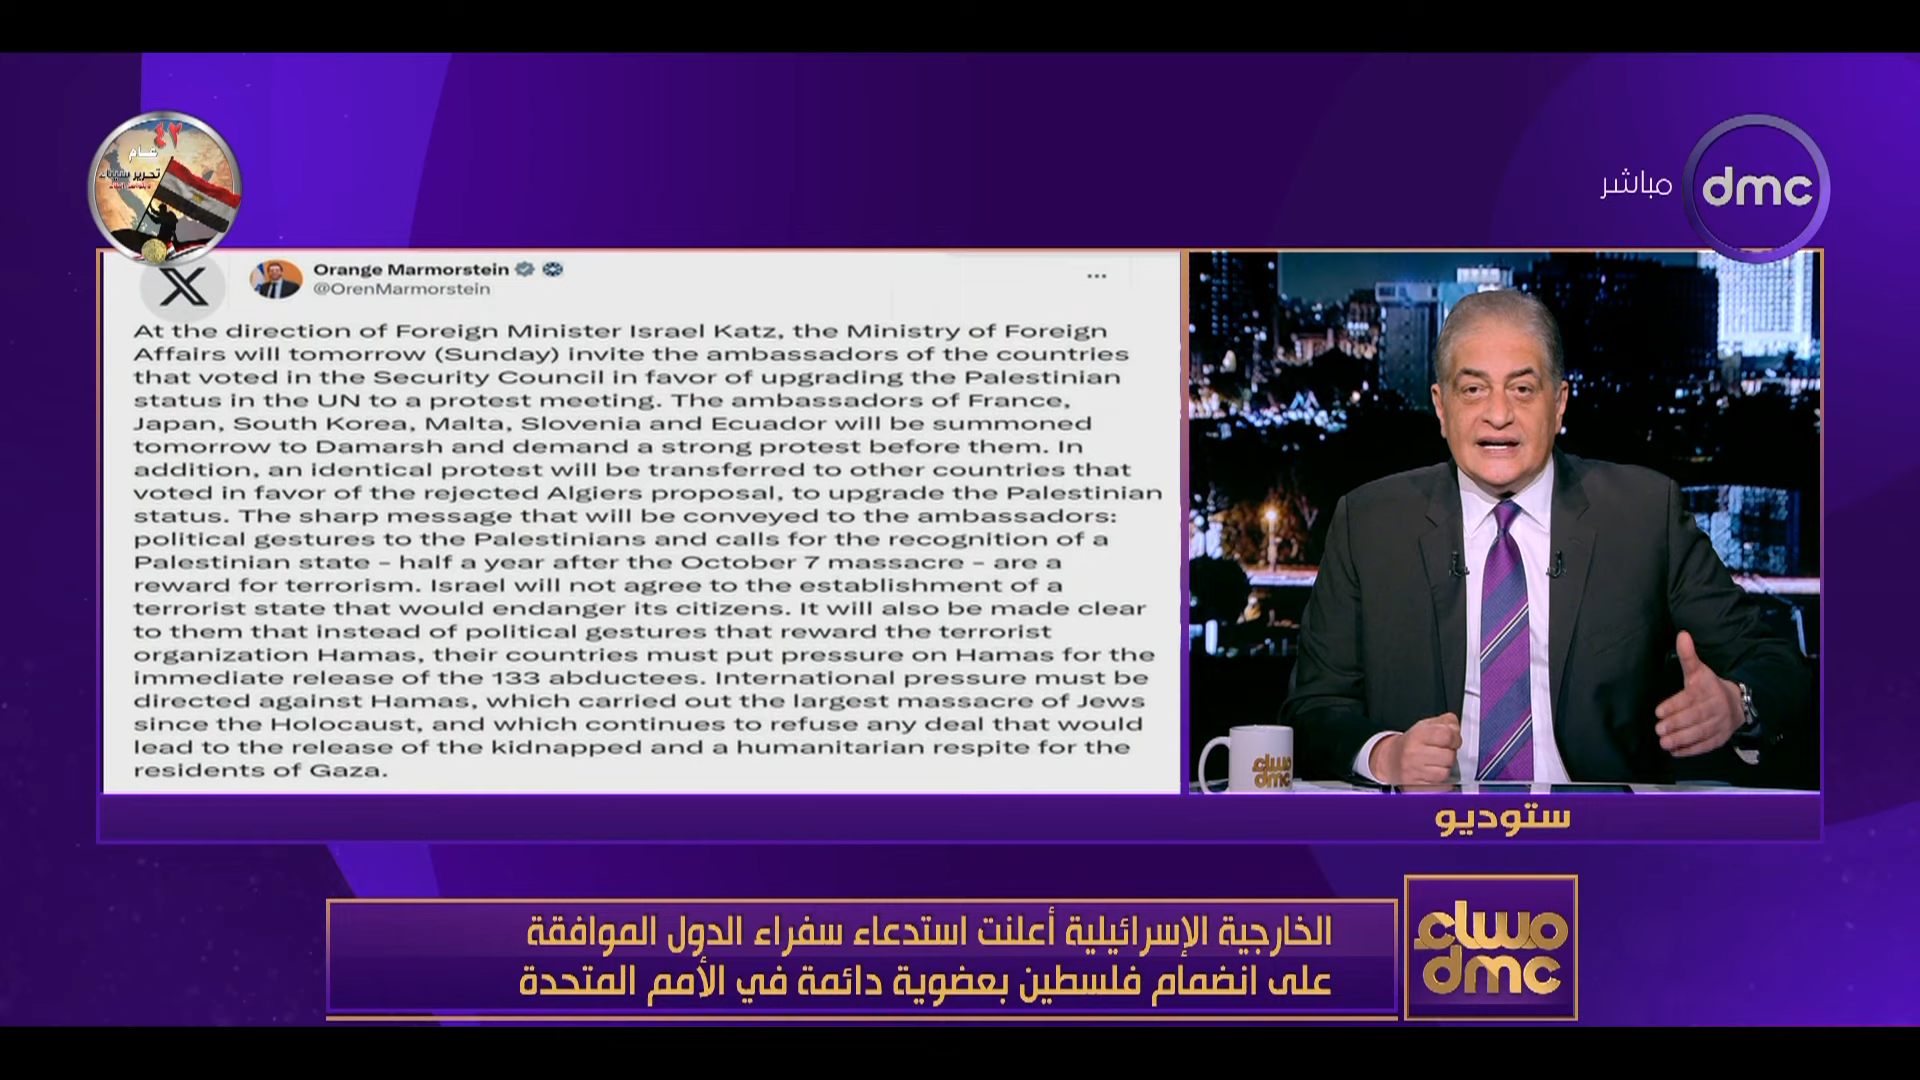 ٤٢
عام
تحرير سيناء
مباشر
dmc
X
Orange Marmorstein
@OrenMarmorstein
At the direction of Foreign Minister Israel Katz, the Ministry of Foreign
Affairs will tomorrow (Sunday) invite the ambassadors of the countries
that voted in the Security Council in favor of upgrading the Palestinian
status in the UN to a protest meeting. The ambassadors of France,
Japan, South Korea, Malta, Slovenia and Ecuador will be summoned
tomorrow to Damarsh and demand a strong protest before them. In
addition, an identical protest will be transferred to other countries that
voted in favor of the rejected Algiers proposal, to upgrade the Palestinian
status. The sharp message that will be conveyed to the ambassadors:
political gestures to the Palestinians and calls for the recognition of a
Palestinian state – half a year after the October 7 massacre – are a
reward for terrorism. Israel will not agree to the establishment of a
terrorist state that would endanger its citizens. It will also be made clear
to them that instead of political gestures that reward the terrorist
organization Hamas, their countries must put pressure on Hamas for the
immediate release of the 133 abductees. International pressure must be
directed against Hamas, which carried out the largest massacre of Jews
since the Holocaust, and which continues to refuse any deal that would
lead to the release of the kidnapped and a humanitarian respite for the
residents of Gaza.
مساء
dmc
ستوديو
مساء
dmc
الخارجية الإسرائيلية أعلنت استدعاء سفراء الدول الموافقة
على انضمام فلسطين بعضوية دائمة في الأمم المتحدة